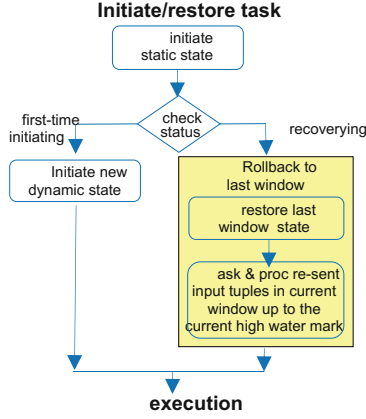 Initiate/restore task
initiate
static state
check
status
first-time
initiating
recoverying
Initiate new
dynamic state
Rollback to
last window
restore last
window state
ask & proc re-sent
input tuples in current
window up to the
current high water mark
execution